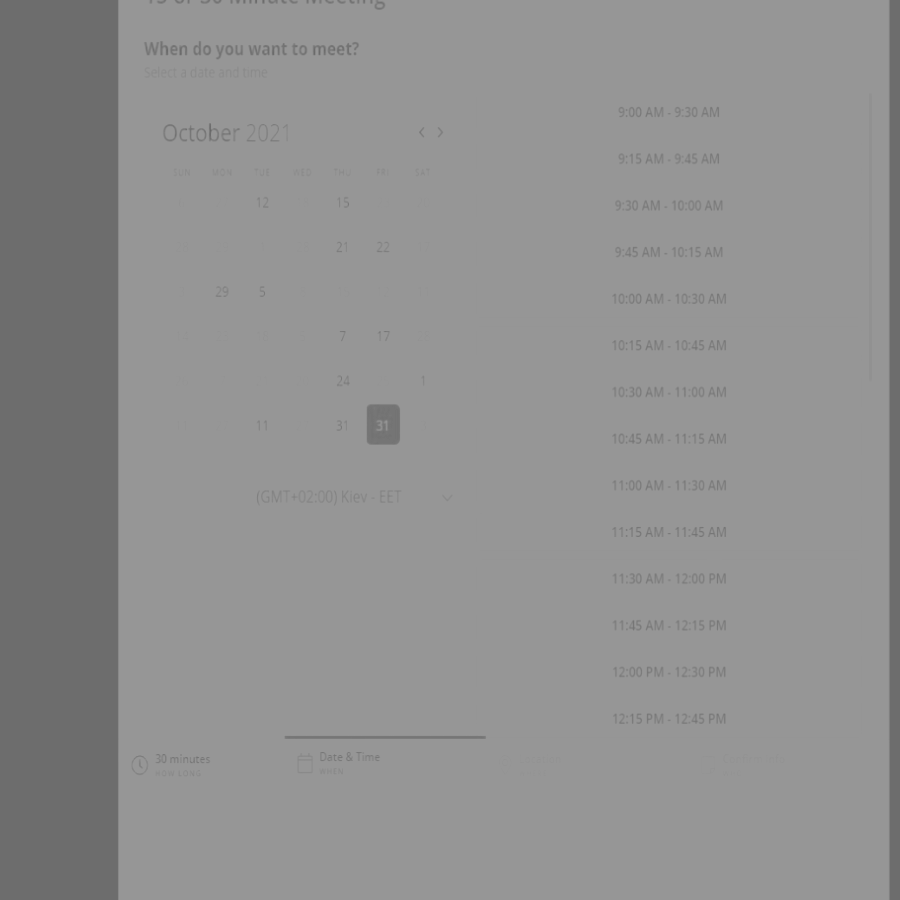 15 or 30 Minute Meeting
When do you want to meet?
Select a date and time
October 2021
SUN MON TUE WED THU FRI SAT
12 15
21 22
29 5
7 17
24 1
11 31 31
(GMT+02:00) Kiev - EET
9:00 AM - 9:30 AM
9:15 AM - 9:45 AM
9:30 AM - 10:00 AM
9:45 AM - 10:15 AM
10:00 AM - 10:30 AM
10:15 AM - 10:45 AM
10:30 AM - 11:00 AM
10:45 AM - 11:15 AM
11:00 AM - 11:30 AM
11:15 AM - 11:45 AM
11:30 AM - 12:00 PM
11:45 AM - 12:15 PM
12:00 PM - 12:30 PM
12:15 PM - 12:45 PM
30 minutes
HOW LONG
Date & Time
WHEN